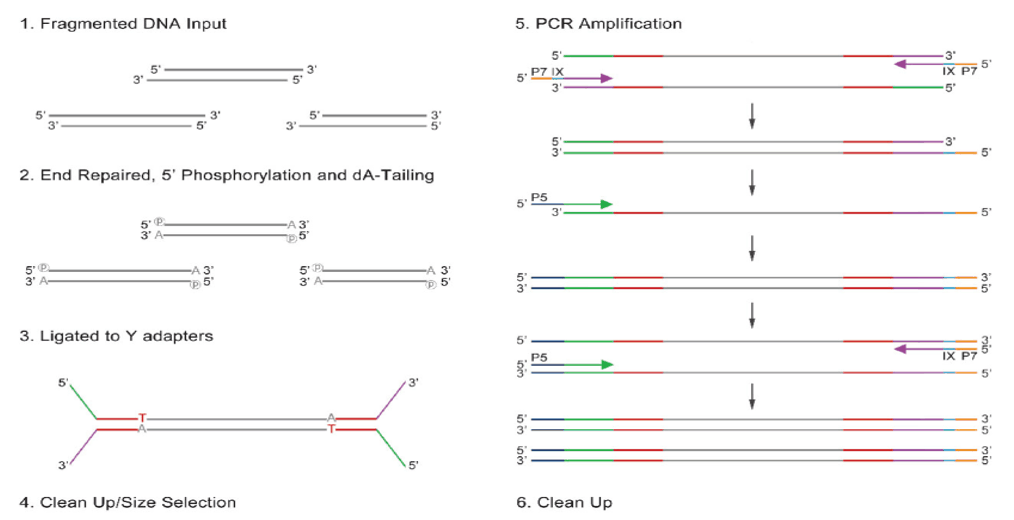 1. Fragmented DNA Input
5' 3'
3' 5'
5' 3'
3' 5'
5' 3'
3' 5'
2. End Repaired, 5' Phosphorylation and dA-Tailing
5' P A 3'
3' A P 5'
5' P A 3'
3' A P 5'
5' P A 3'
3' A P 5'
3. Ligated to Y adapters
5' 3'
T A
A T
3' 5'
4. Clean Up/Size Selection
5. PCR Amplification
5' 3'
5' P7 IX IX P7 5'
3' 5'
5' 3'
3' 5'
5' P5
3' 5'
5' 3'
3' 5'
5' 3'
5' P5 IX P7 5'
3' 5'
5' 3'
3' 5'
5' 3'
3' 5'
6. Clean Up